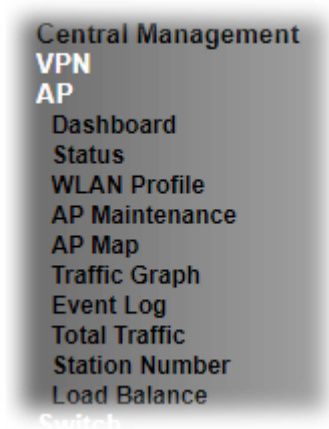 Central Management
VPN
AP
Dashboard
Status
WLAN Profile
AP Maintenance
AP Map
Traffic Graph
Event Log
Total Traffic
Station Number
Load Balance
Switch